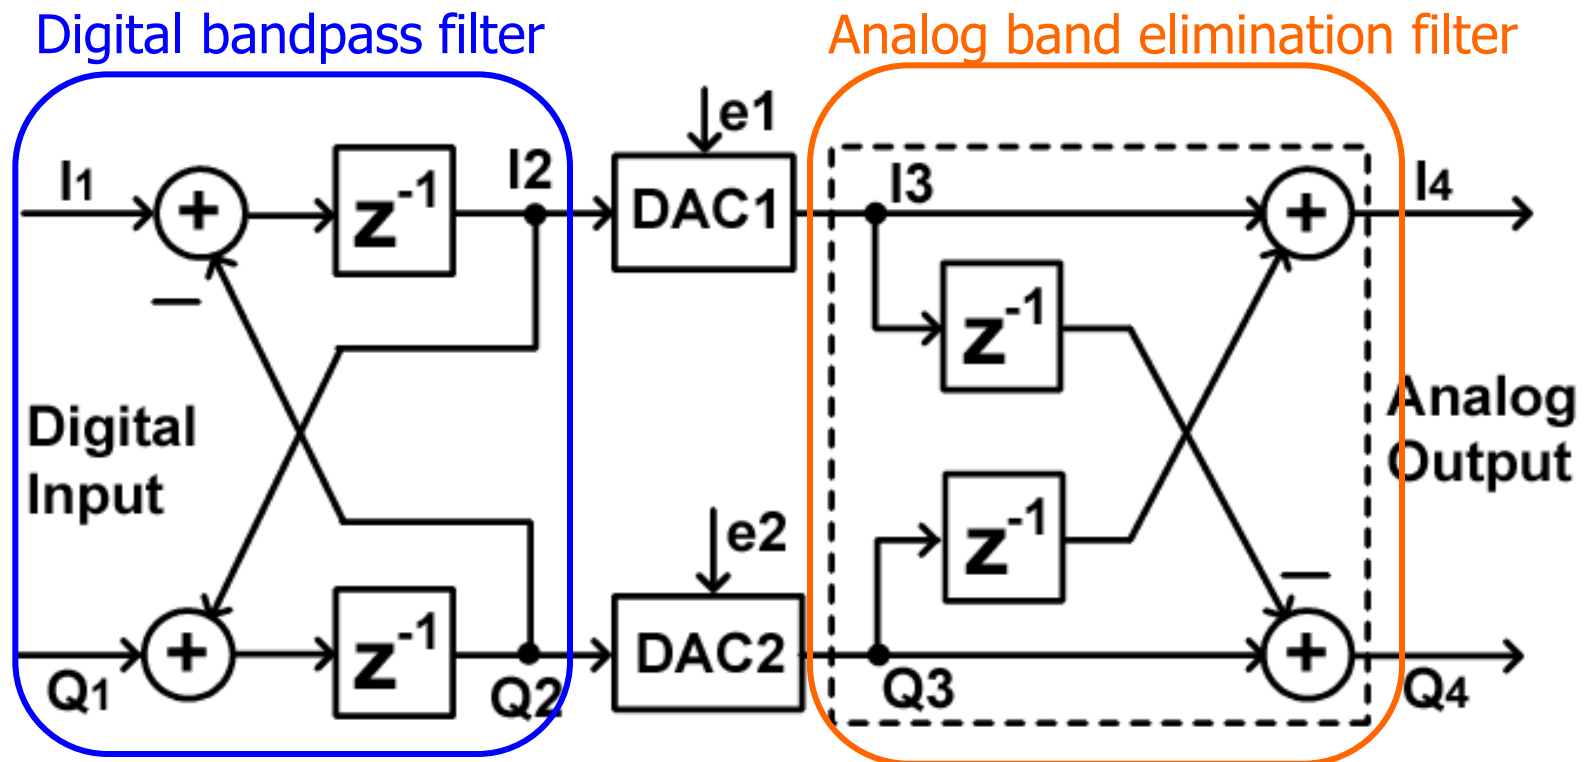 Digital bandpass filter
Analog band elimination filter
e1
I1
+
z-1
I2
DAC1
I3
+
I4
−
z-1
Digital
Input
Analog
Output
e2
z-1
−
Q1
+
z-1
Q2
DAC2
Q3
+
Q4